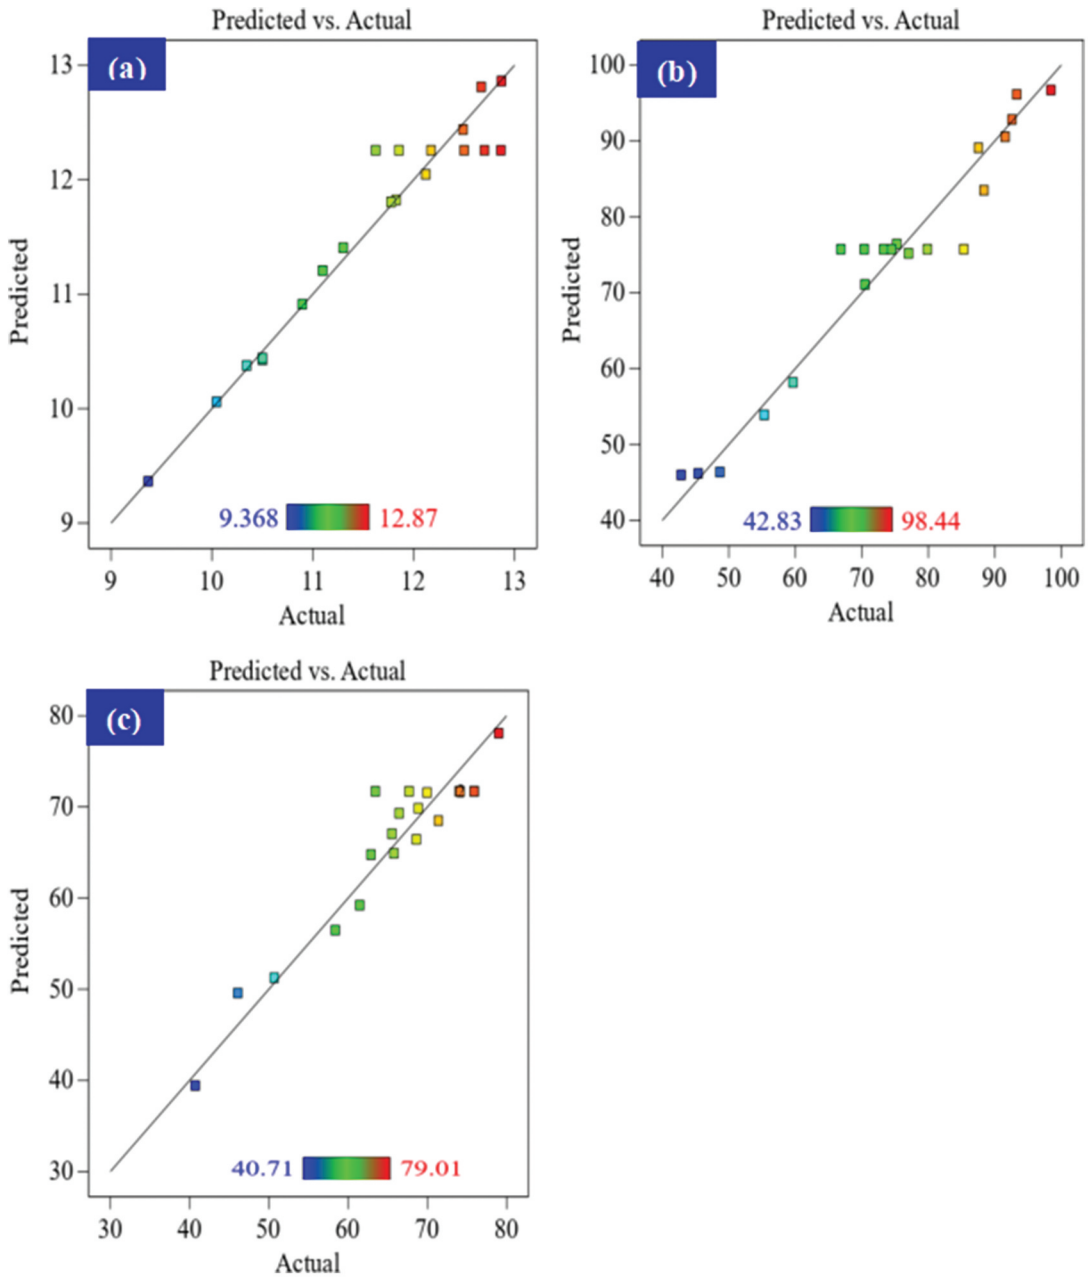 Predicted vs. Actual
(a)
13
12
11
10
9
Predicted
9.368 12.87
9 10 11 12 13
Actual
Predicted vs. Actual
(b)
100
90
80
70
60
50
40
Predicted
42.83 98.44
40 50 60 70 80 90 100
Actual
Predicted vs. Actual
(c)
80
70
60
50
40
30
Predicted
40.71 79.01
30 40 50 60 70 80
Actual